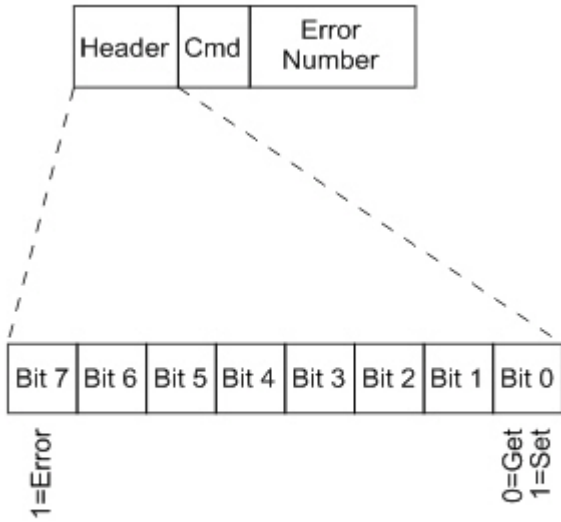 Header Cmd Error
Number
Bit 7 Bit 6 Bit 5 Bit 4 Bit 3 Bit 2 Bit 1 Bit 0
1=Error
0=Get
1=Set